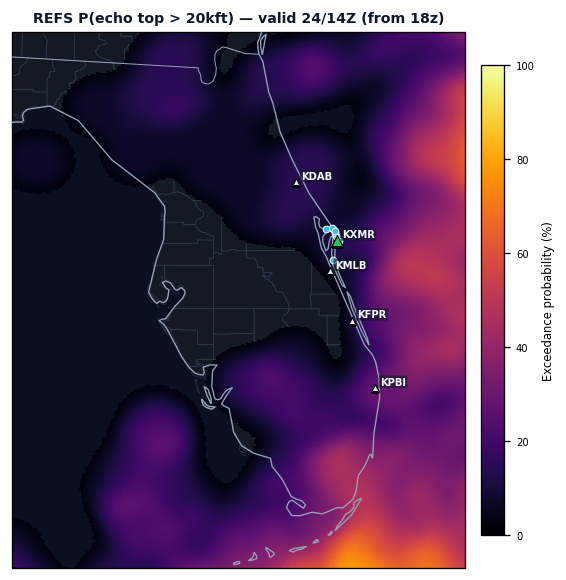 REFS P(echo top > 20kft) — valid 24/14Z (from 18z)
KDAB
KXMR
KMLB
KFPR
KPBI
100
80
60
40
20
0
Exceedance probability (%)